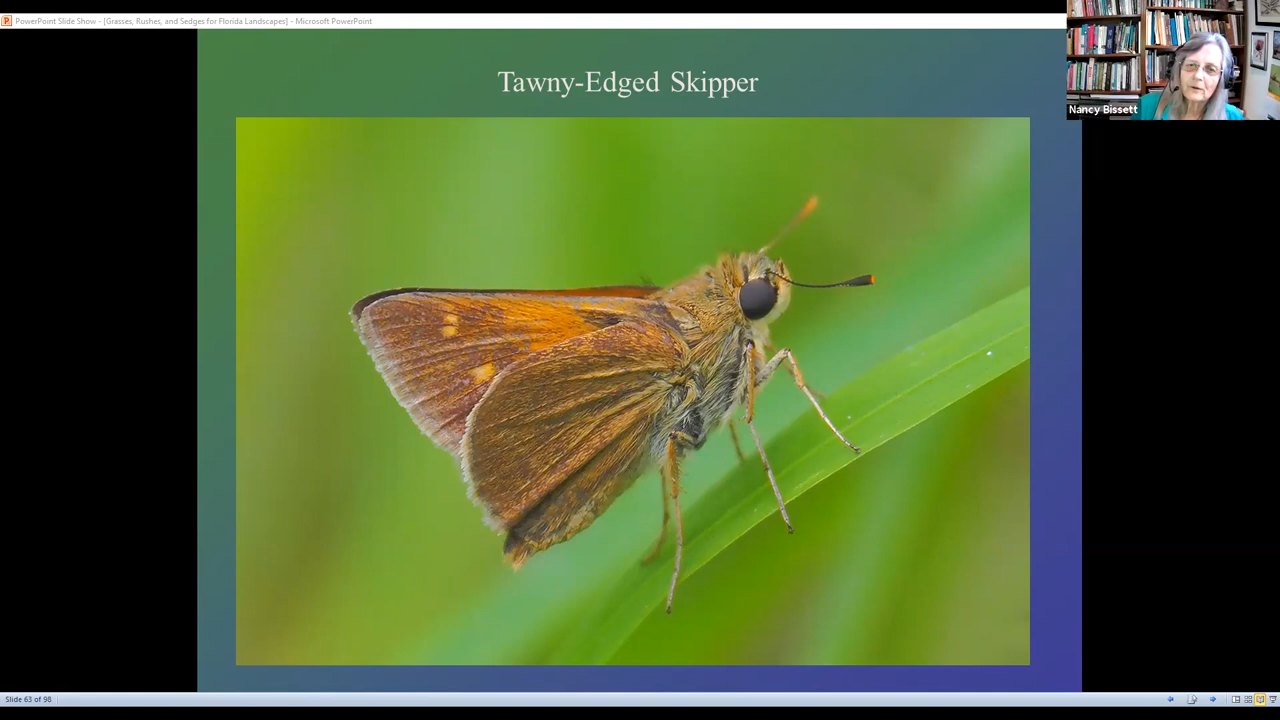 PowerPoint Slide Show - [Grasses, Rushes, and Sedges for Florida Landscapes] - Microsoft PowerPoint
Nancy Bissett
Tawny-Edged Skipper
Slide 63 of 98